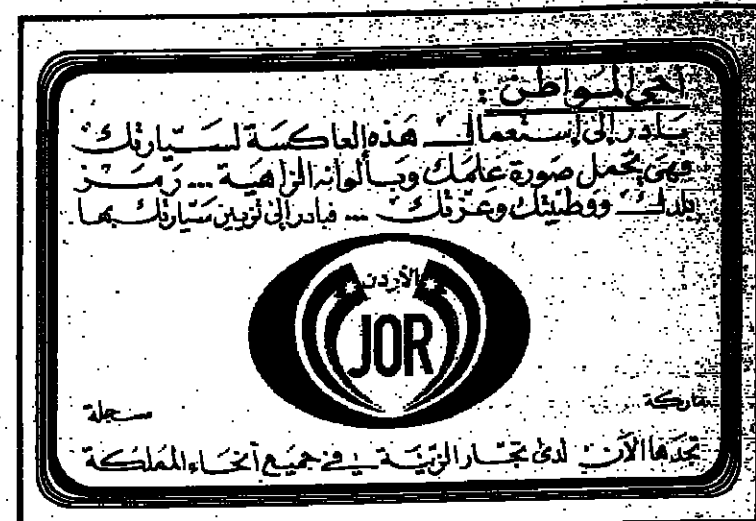 أخي المواطن :
بادر إلى إستعمال هذه العاكسة لسيارتك
فهي تحمل صورة علمك وبألوانه الزاهية ... رمز
بلدك ووطنيتك وعزتك ... فبادر إلى تزيين سيارتك بها
الأردن
JOR
ماركة مسجلة
تجدها الآن لدى تجار الزينة في جميع أنحاء المملكة